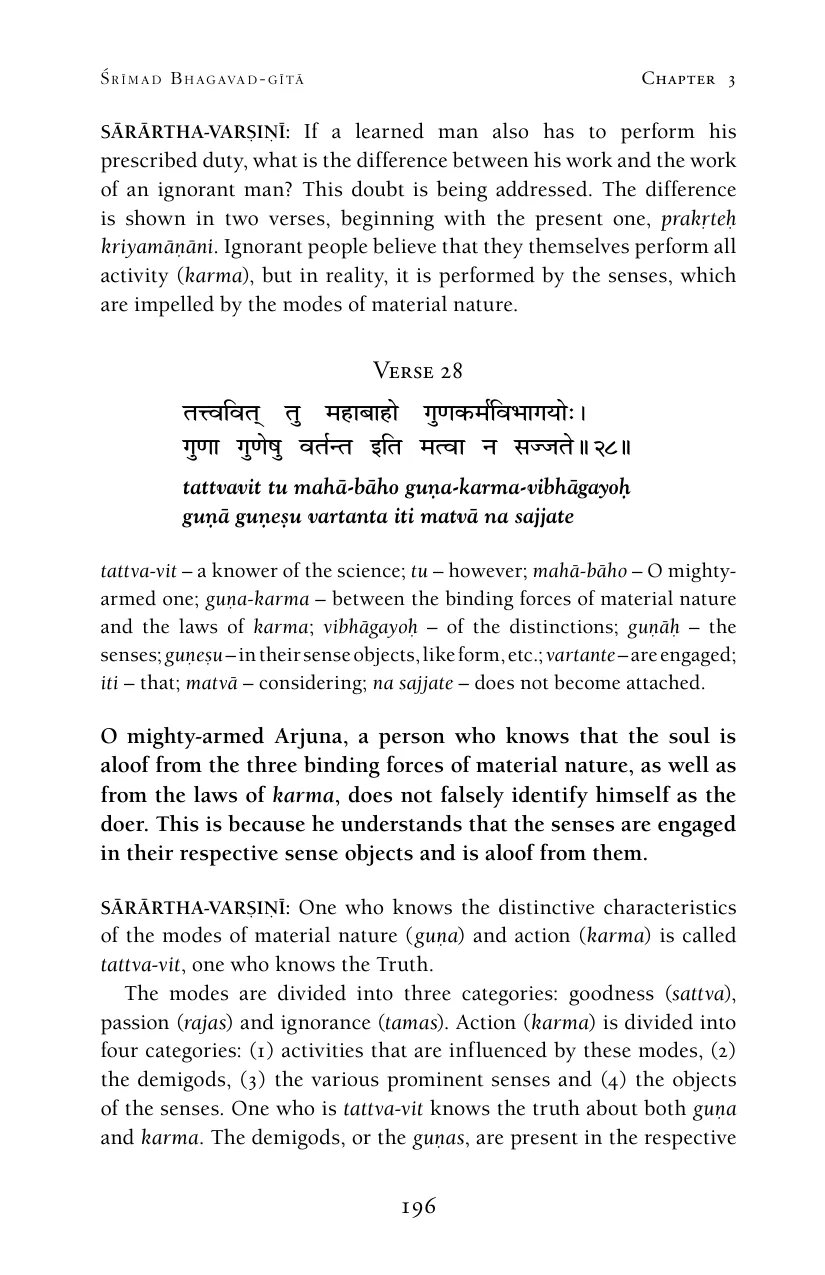 Śrīmad Bhagavad-gītā Chapter 3
SĀRĀRTHA-VARṢIṆĪ: If a learned man also has to perform his
prescribed duty, what is the difference between his work and the work
of an ignorant man? This doubt is being addressed. The difference
is shown in two verses, beginning with the present one, prakṛteḥ
kriyamāṇāni. Ignorant people believe that they themselves perform all
activity (karma), but in reality, it is performed by the senses, which
are impelled by the modes of material nature.
Verse 28
तत्त्ववित् तु महाबाहो गुणकर्मविभागयोः।
गुणा गुणेषु वर्तन्त इति मत्वा न सज्जते॥२८॥
tattvavit tu mahā-bāho guṇa-karma-vibhāgayoḥ
guṇā guṇeṣu vartanta iti matvā na sajjate
tattva-vit – a knower of the science; tu – however; mahā-bāho – O mighty-
armed one; guṇa-karma – between the binding forces of material nature
and the laws of karma; vibhāgayoḥ – of the distinctions; guṇāḥ – the
senses; guṇeṣu – in their sense objects, like form, etc.; vartante – are engaged;
iti – that; matvā – considering; na sajjate – does not become attached.
O mighty-armed Arjuna, a person who knows that the soul is
aloof from the three binding forces of material nature, as well as
from the laws of karma, does not falsely identify himself as the
doer. This is because he understands that the senses are engaged
in their respective sense objects and is aloof from them.
SĀRĀRTHA-VARṢIṆĪ: One who knows the distinctive characteristics
of the modes of material nature (guṇa) and action (karma) is called
tattva-vit, one who knows the Truth.
The modes are divided into three categories: goodness (sattva),
passion (rajas) and ignorance (tamas). Action (karma) is divided into
four categories: (1) activities that are influenced by these modes, (2)
the demigods, (3) the various prominent senses and (4) the objects
of the senses. One who is tattva-vit knows the truth about both guṇa
and karma. The demigods, or the guṇas, are present in the respective
196